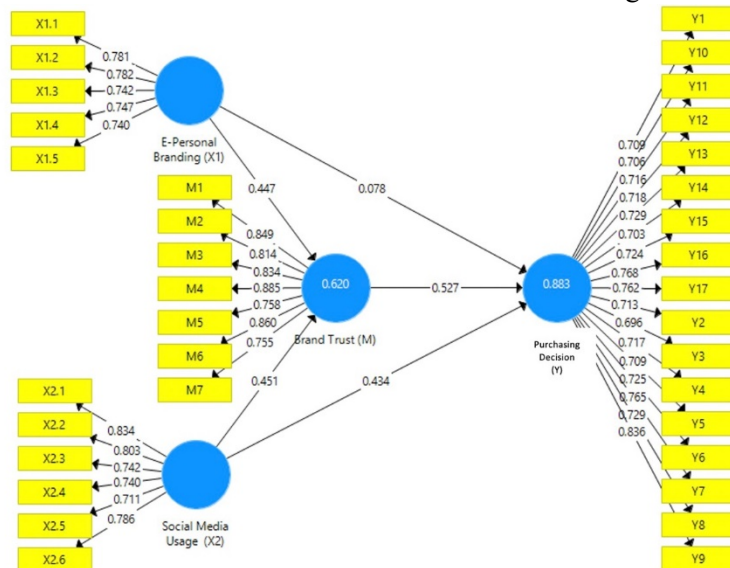 X1.1
X1.2
X1.3
X1.4
X1.5
0.781
0.782
0.742
0.747
0.740
E-Personal
Branding (X1)
0.447
0.078
M1
M2
M3
M4
M5
M6
M7
0.849
0.814
0.834
0.885
0.758
0.860
0.755
0.620
Brand Trust (M)
0.527
0.451
0.434
X2.1
X2.2
X2.3
X2.4
X2.5
X2.6
0.834
0.803
0.742
0.740
0.711
0.786
Social Media
Usage (X2)
0.883
Purchasing
Decision
(Y)
0.709
0.706
0.716
0.718
0.729
0.703
0.724
0.768
0.762
0.713
0.696
0.717
0.709
0.725
0.765
0.729
0.836
Y1
Y10
Y11
Y12
Y13
Y14
Y15
Y16
Y17
Y2
Y3
Y4
Y5
Y6
Y7
Y8
Y9